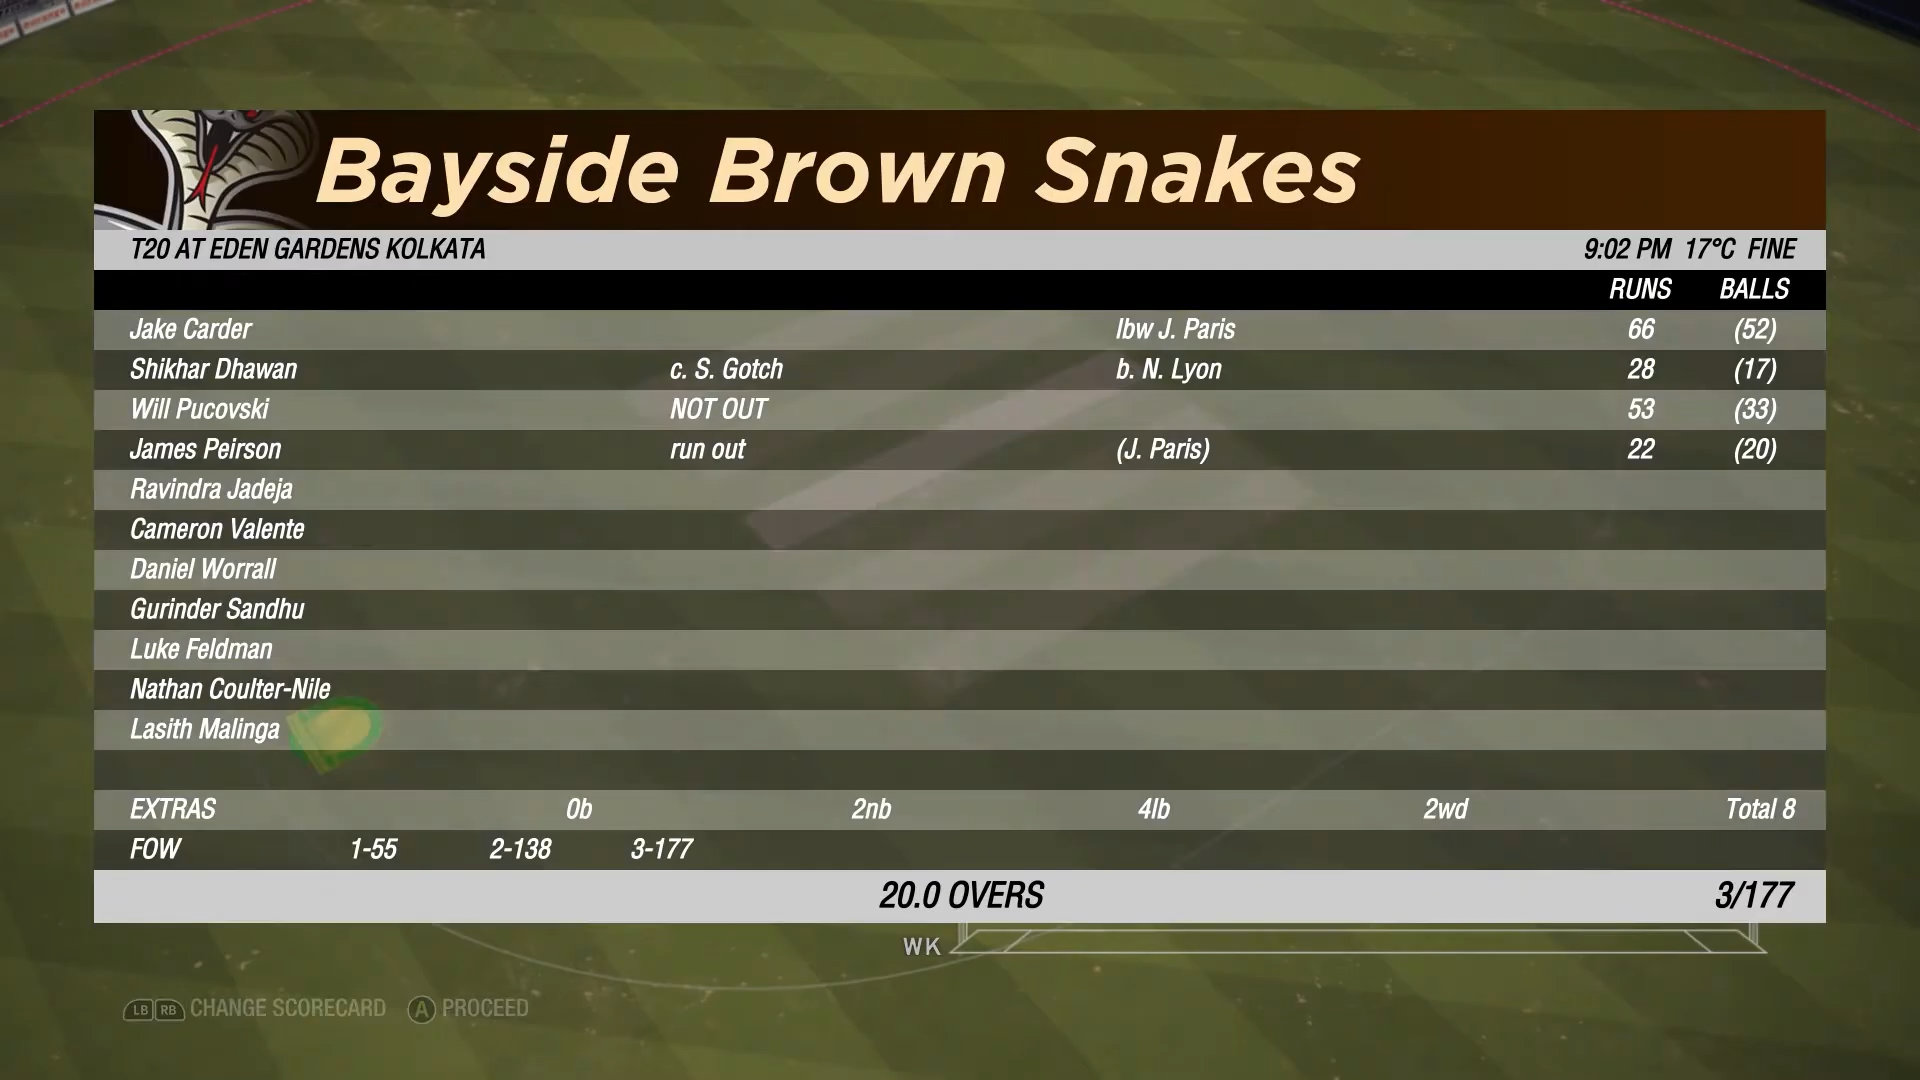 Bayside Brown Snakes
T20 AT EDEN GARDENS KOLKATA 9:02 PM 17°C FINE
RUNS BALLS
Jake Carder lbw J. Paris 66 (52)
Shikhar Dhawan c. S. Gotch b. N. Lyon 28 (17)
Will Pucovski NOT OUT 53 (33)
James Peirson run out (J. Paris) 22 (20)
Ravindra Jadeja
Cameron Valente
Daniel Worrall
Gurinder Sandhu
Luke Feldman
Nathan Coulter-Nile
Lasith Malinga
EXTRAS 0b 2nb 4lb 2wd Total 8
FOW 1-55 2-138 3-177
20.0 OVERS 3/177
WK
LB RB CHANGE SCORECARD A PROCEED